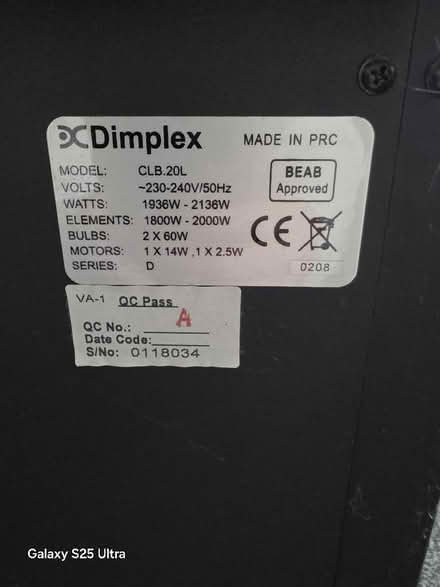 Dimplex MADE IN PRC
MODEL: CLB.20L
BEAB Approved
VOLTS: ~230-240V/50Hz
WATTS: 1936W - 2136W
ELEMENTS: 1800W - 2000W
BULBS: 2 X 60W
CE
MOTORS: 1 X 14W ,1 X 2.5W
SERIES: D
0208
VA-1 QC Pass
QC No.: A
Date Code:
S/No: 0118034
Galaxy S25 Ultra